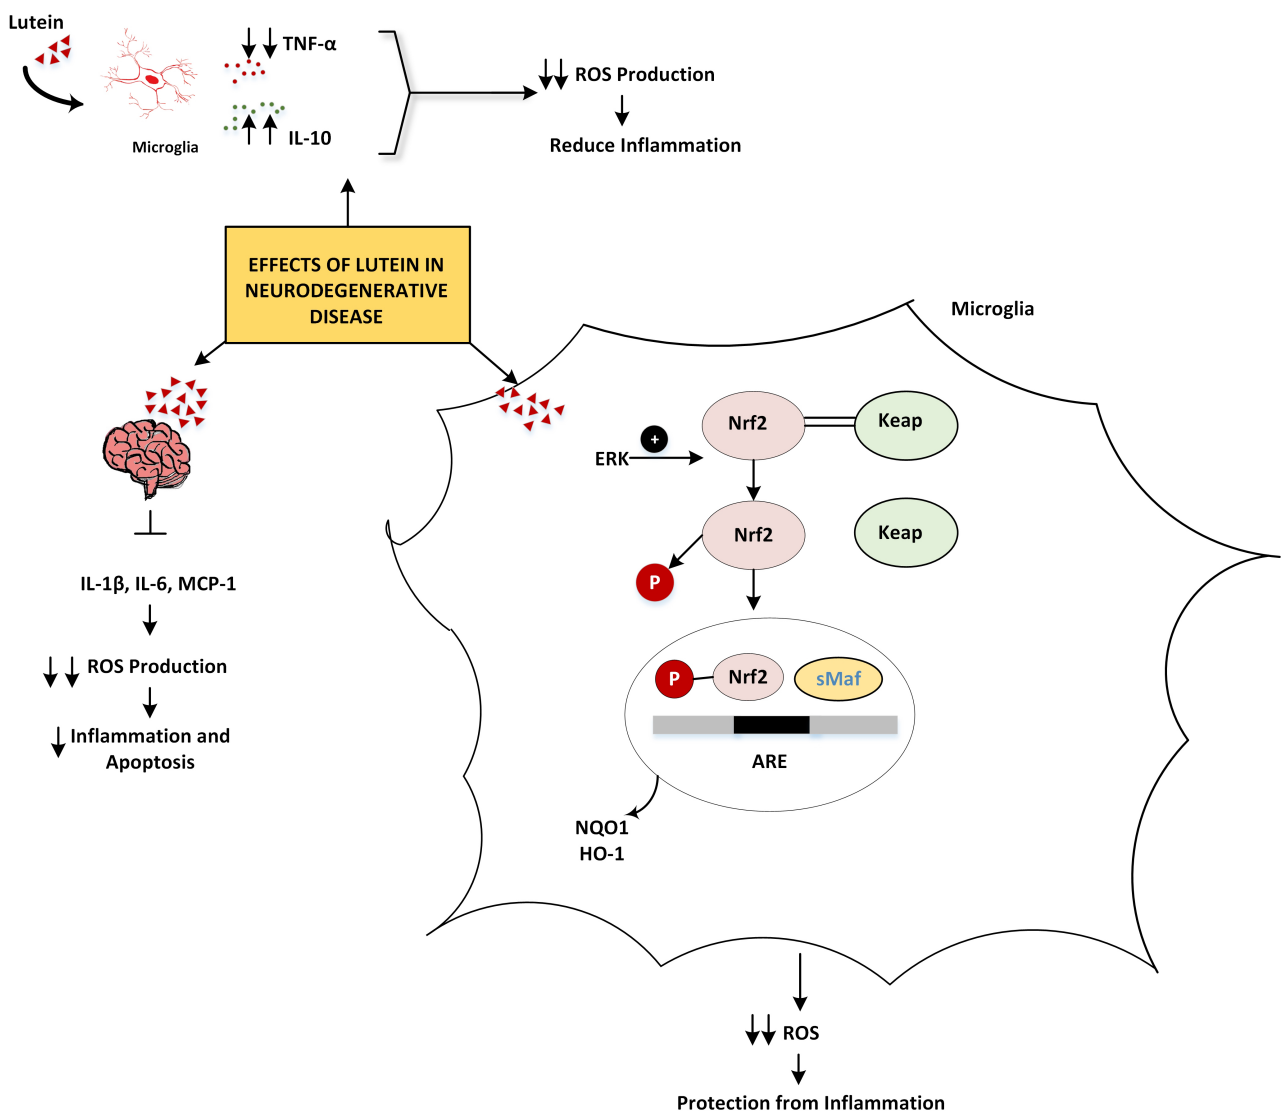 Lutein
TNF-α
IL-10
Microglia
ROS Production
Reduce Inflammation
EFFECTS OF LUTEIN IN
NEURODEGENERATIVE
DISEASE
IL-1β, IL-6, MCP-1
ROS Production
Inflammation and
Apoptosis
Microglia
Nrf2
Keap
+
ERK
Nrf2
Keap
P
P
Nrf2
sMaf
ARE
NQO1
HO-1
ROS
Protection from Inflammation